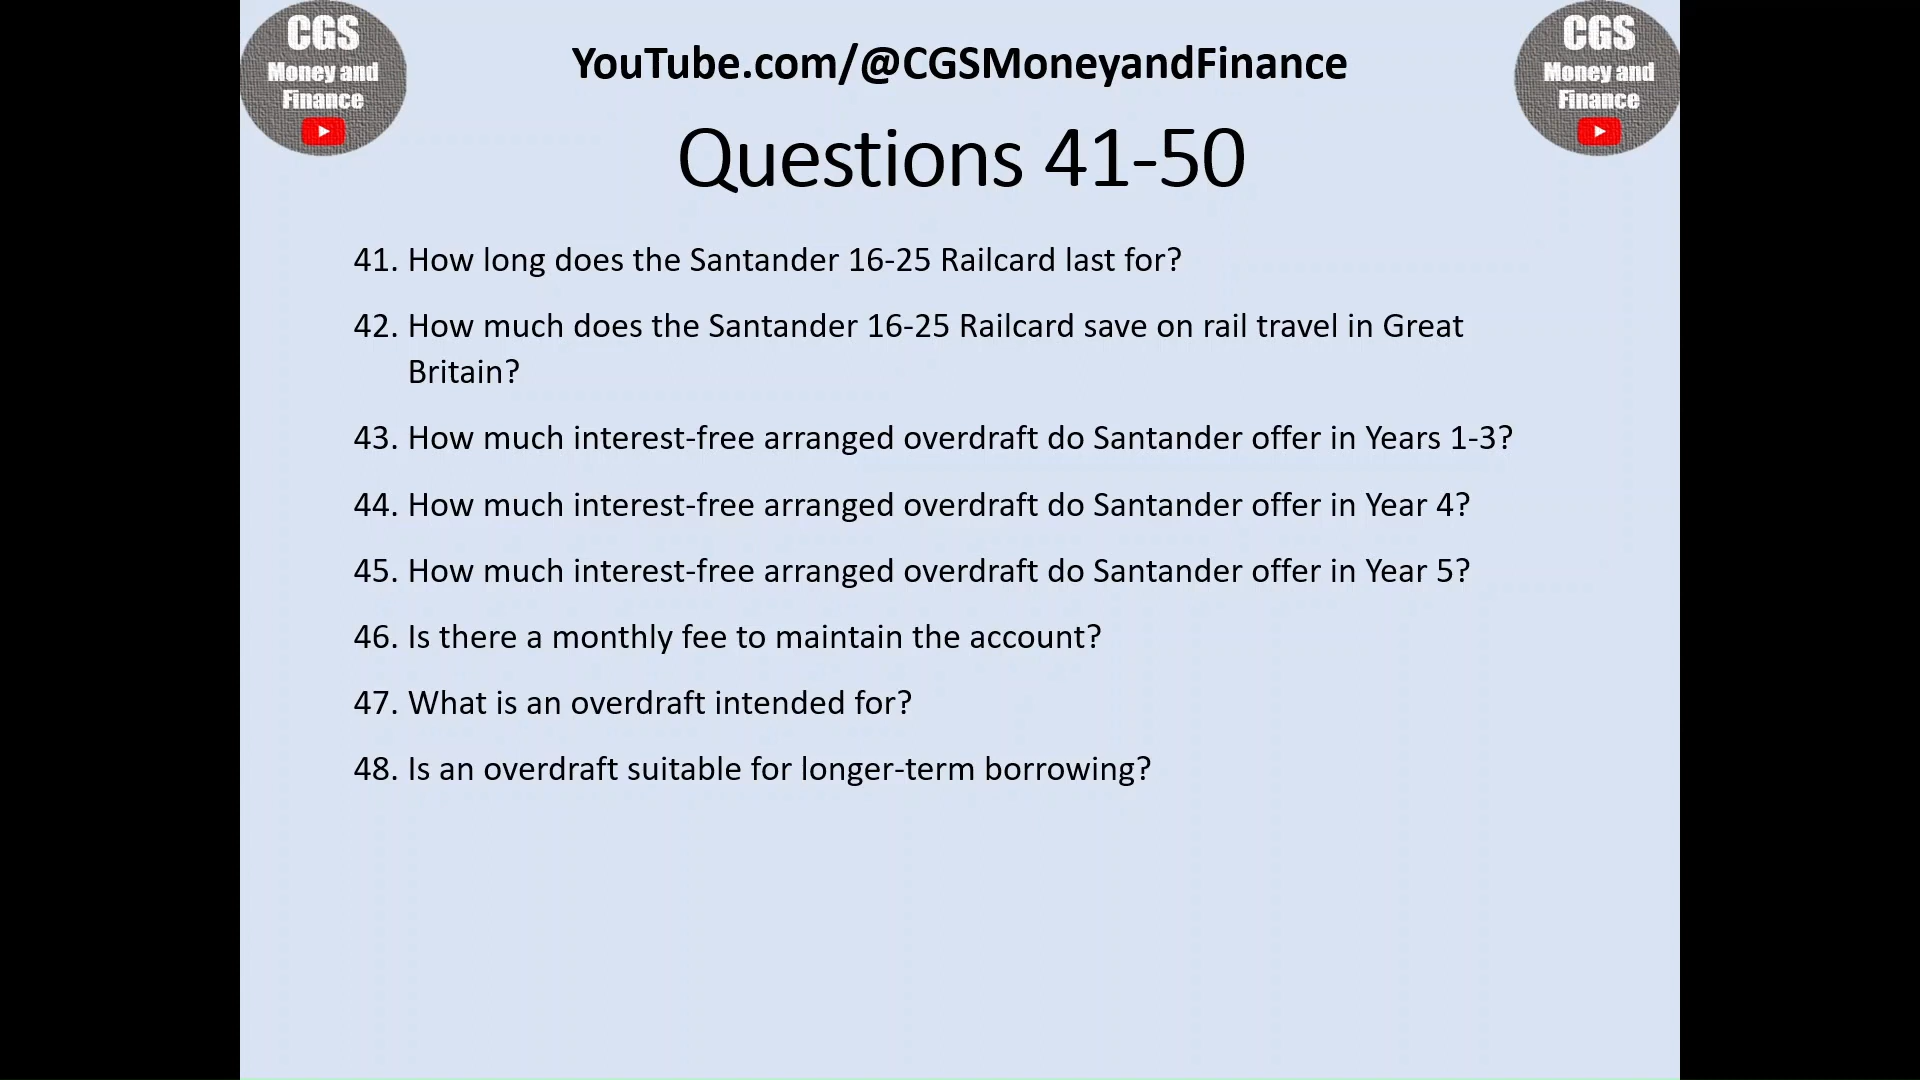 CGS
Money and
Finance
YouTube.com/@CGSMoneyandFinance
CGS
Money and
Finance
Questions 41-50
41. How long does the Santander 16-25 Railcard last for?
42. How much does the Santander 16-25 Railcard save on rail travel in Great
Britain?
43. How much interest-free arranged overdraft do Santander offer in Years 1-3?
44. How much interest-free arranged overdraft do Santander offer in Year 4?
45. How much interest-free arranged overdraft do Santander offer in Year 5?
46. Is there a monthly fee to maintain the account?
47. What is an overdraft intended for?
48. Is an overdraft suitable for longer-term borrowing?